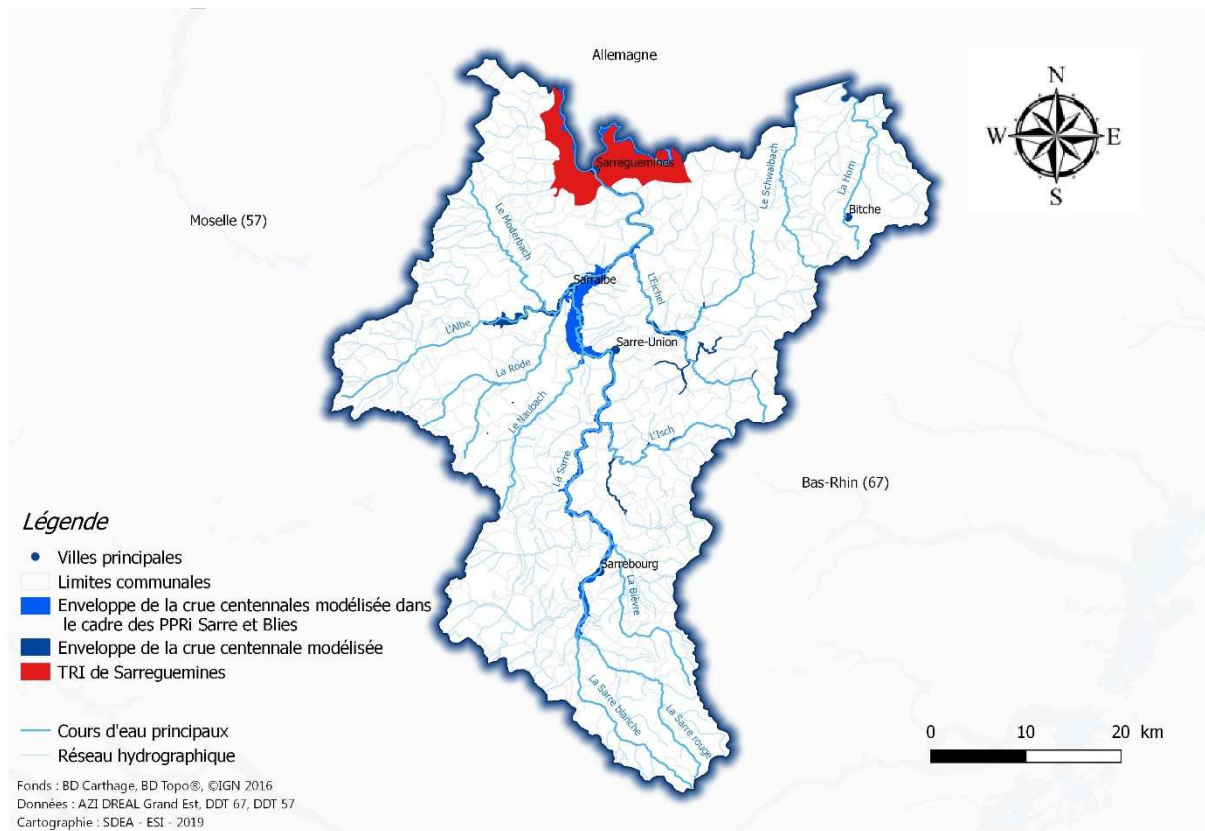 Allemagne
N
W E
S
Sarreguemines
Le Schwalbach
La Horn
Bitche
Moselle (57)
Le Moderbach
Sarralbe
L'Eichel
L'Albe
Sarre-Union
La Rode
Le Naubach
L'Isch
La Sarre
Bas-Rhin (67)
Sarrebourg
La Bièvre
La Sarre blanche
La Sarre rouge
Légende
Villes principales
Limites communales
Enveloppe de la crue centennales modélisée dans
le cadre des PPRi Sarre et Blies
Enveloppe de la crue centennale modélisée
TRI de Sarreguemines
Cours d'eau principaux
Réseau hydrographique
0 10 20 km
Fonds : BD Carthage, BD Topo®, ©IGN 2016
Données : AZI DREAL Grand Est, DDT 67, DDT 57
Cartographie : SDEA - ESI - 2019